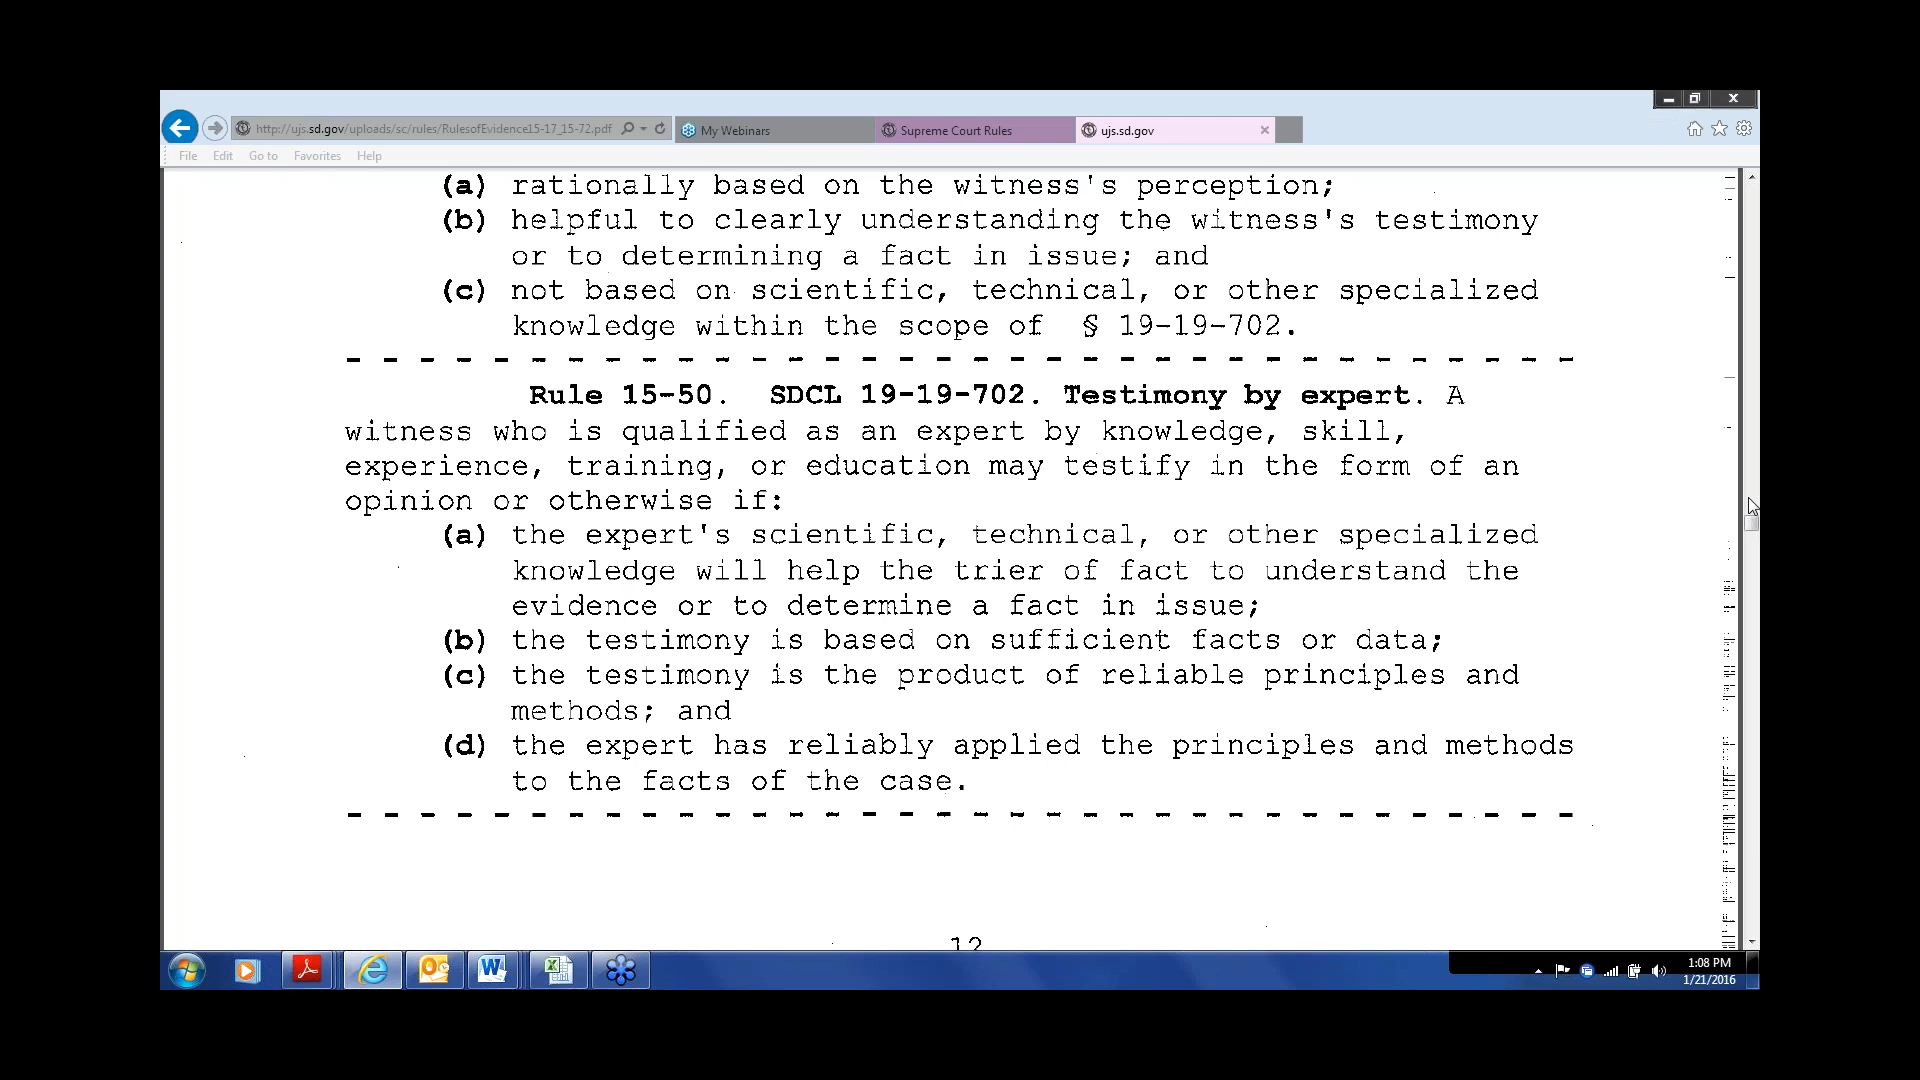 http://ujs.sd.gov/uploads/sc/rules/RulesofEvidence15-17_15-72.pdf
My Webinars
Supreme Court Rules
ujs.sd.gov
File Edit Go to Favorites Help
(a) rationally based on the witness's perception;
(b) helpful to clearly understanding the witness's testimony
or to determining a fact in issue; and
(c) not based on scientific, technical, or other specialized
knowledge within the scope of § 19-19-702.
Rule 15-50. SDCL 19-19-702. Testimony by expert. A
witness who is qualified as an expert by knowledge, skill,
experience, training, or education may testify in the form of an
opinion or otherwise if:
(a) the expert's scientific, technical, or other specialized
knowledge will help the trier of fact to understand the
evidence or to determine a fact in issue;
(b) the testimony is based on sufficient facts or data;
(c) the testimony is the product of reliable principles and
methods; and
(d) the expert has reliably applied the principles and methods
to the facts of the case.
12
1:08 PM
1/21/2016